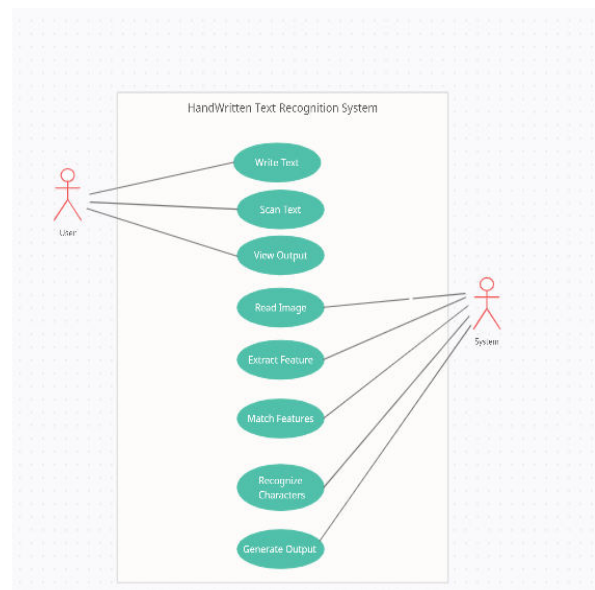 HandWritten Text Recognition System
Write Text
Scan Text
User
View Output
Read Image
System
Extract Feature
Match Features
Recognize
Characters
Generate Output